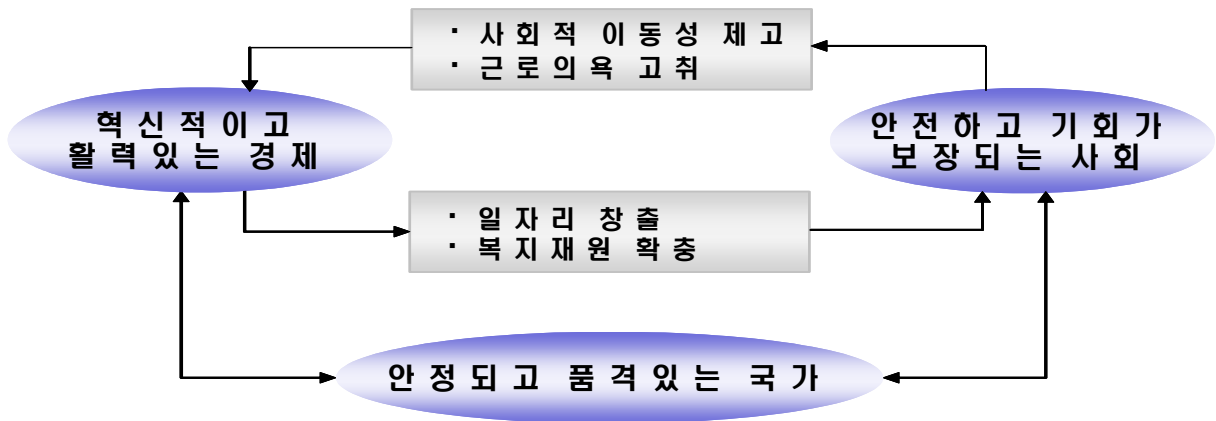 · 사회적 이동성 제고
· 근로의욕 고취
혁신적이고
활력있는 경제
안전하고 기회가
보장되는 사회
· 일자리 창출
· 복지재원 확충
안정되고 품격있는 국가